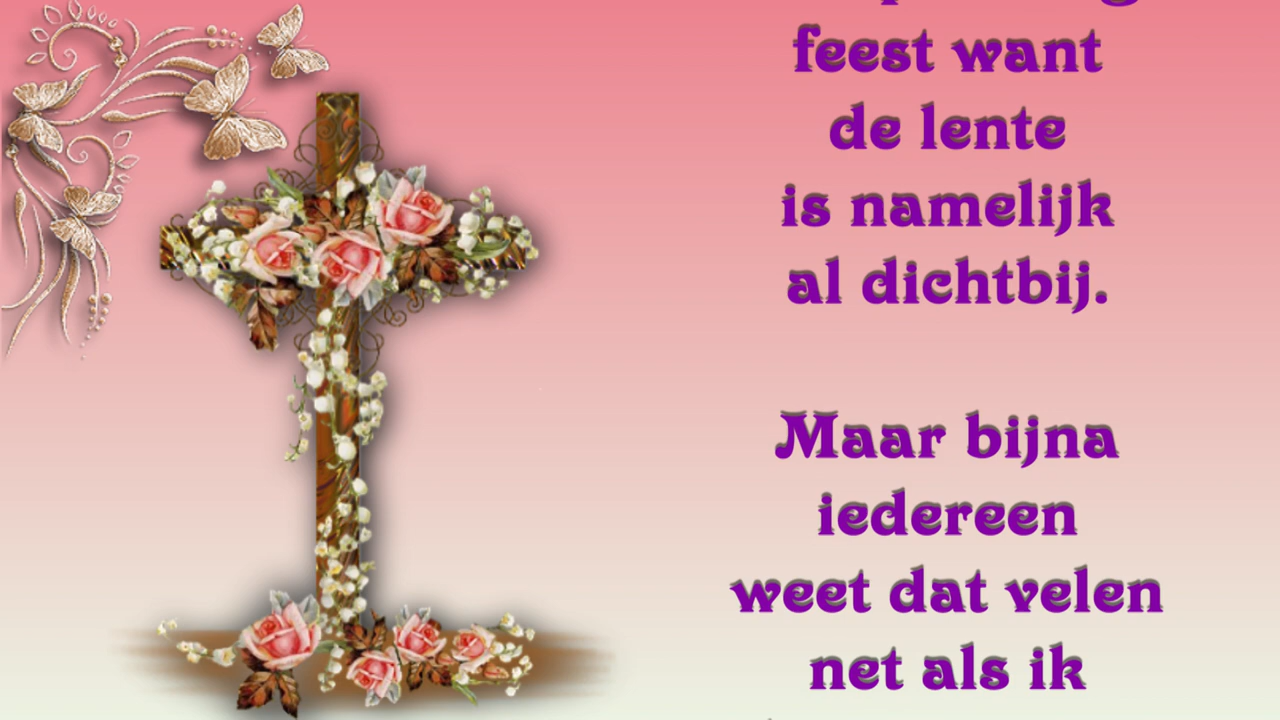 feest want
de lente
is namelijk
al dichtbij.
Maar bijna
iedereen
weet dat velen
net als ik